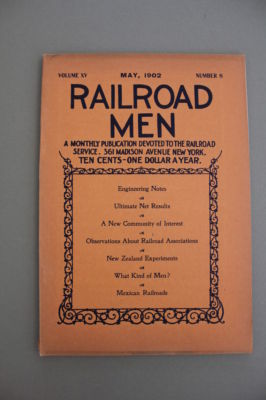 VOLUME XV MAY, 1902 NUMBER 8
RAILROAD
MEN
A MONTHLY PUBLICATION DEVOTED TO THE RAILROAD
SERVICE. 361 MADISON AVENUE NEW YORK.
TEN CENTS—ONE DOLLAR A YEAR.
Engineering Notes
Ultimate Net Results
A New Community of Interest
Observations About Railroad Associations
New Zealand Experiments
What Kind of Men?
Mexican Railroads